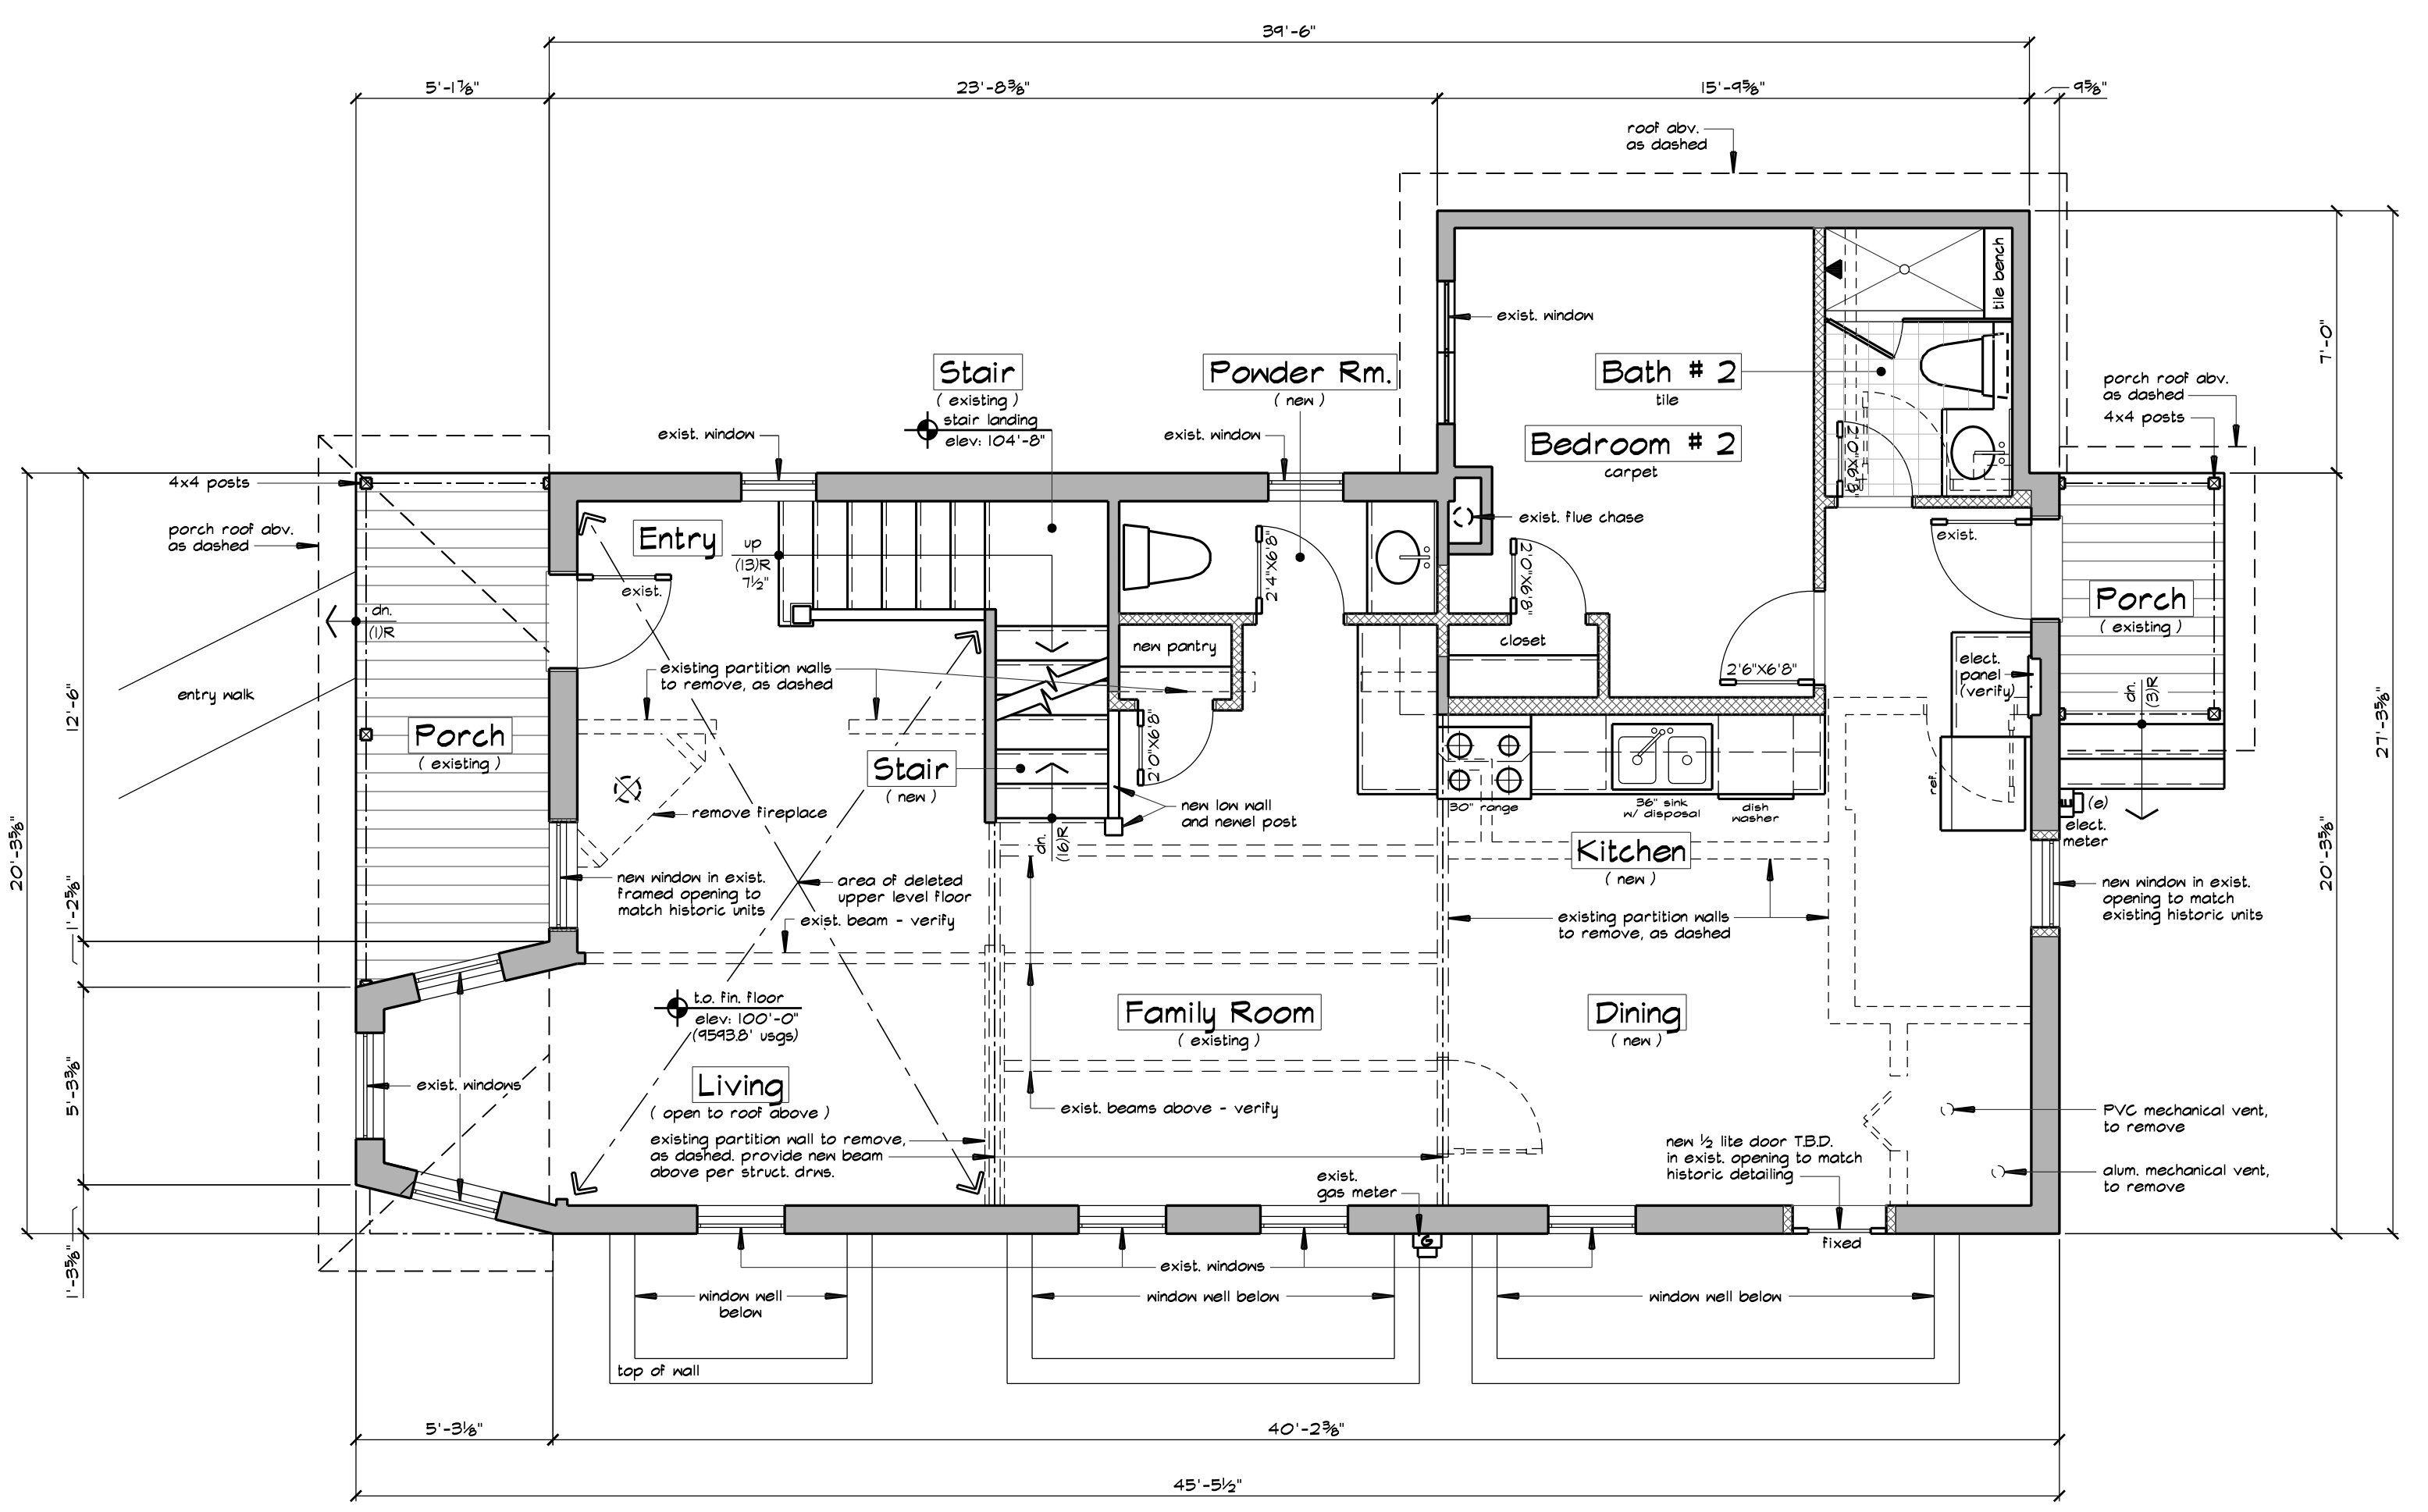 39'-6"
5'-1⅞"
23'-8⅜"
15'-9⅝"
9⅝"
roof abv.
as dashed
tile bench
exist. window
7'-0"
Stair
( existing )
stair landing
elev: 104'-8"
Powder Rm.
( new )
Bath # 2
tile
Bedroom # 2
carpet
porch roof abv.
as dashed
4x4 posts
exist. window
exist. window
2'0"X6'8"
4x4 posts
porch roof abv.
as dashed
Entry
up
(13)R
7½"
exist.
2'4"X6'8"
exist. flue chase
2'0"X6'8"
exist.
Porch
( existing )
dn.
(1)R
entry walk
12'-6"
existing partition walls
to remove, as dashed
new pantry
closet
2'6"X6'8"
elect.
panel
(verify)
dn.
(3)R
27'-3⅝"
Porch
( existing )
Stair
( new )
2'0"X6'8"
remove fireplace
new low wall
and newel post
30" range
36" sink
w/ disposal
dish
washer
ref.
(e)
elect.
meter
dn.
(16)R
20'-3⅝"
1'-2⅝"
Kitchen
( new )
20'-3⅝"
new window in exist.
framed opening to
match historic units
area of deleted
upper level floor
exist. beam - verify
existing partition walls
to remove, as dashed
new window in exist.
opening to match
existing historic units
t.o. fin. floor
elev: 100'-0"
(9593.8' usgs)
Family Room
( existing )
Dining
( new )
5'-3⅜"
exist. windows
Living
( open to roof above )
exist. beams above - verify
PVC mechanical vent,
to remove
existing partition wall to remove,
as dashed. provide new beam
above per struct. drws.
new ½ lite door T.B.D.
in exist. opening to match
historic detailing
alum. mechanical vent,
to remove
exist.
gas meter
G
fixed
1'-3⅝"
exist. windows
window well
below
window well below
window well below
top of wall
5'-3⅛"
40'-2⅜"
45'-5½"